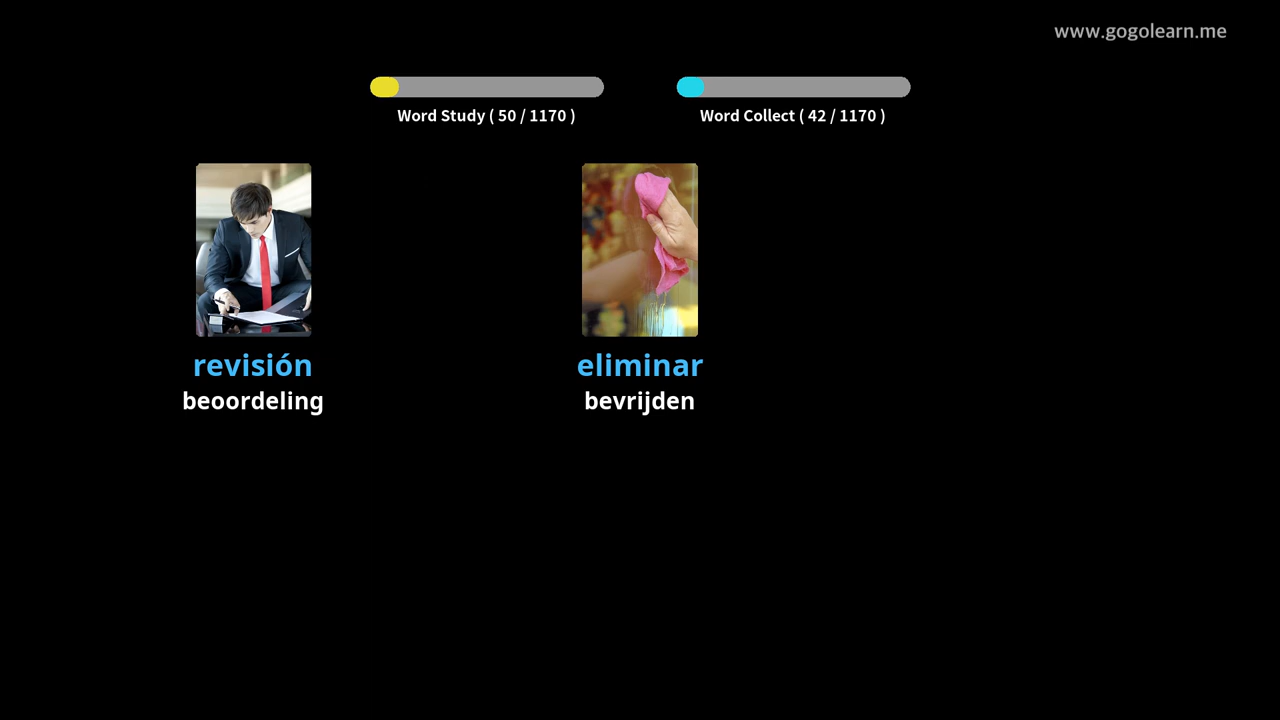 www.gogolearn.me
Word Study ( 50 / 1170 )
Word Collect ( 42 / 1170 )
revisión
beoordeling
eliminar
bevrijden